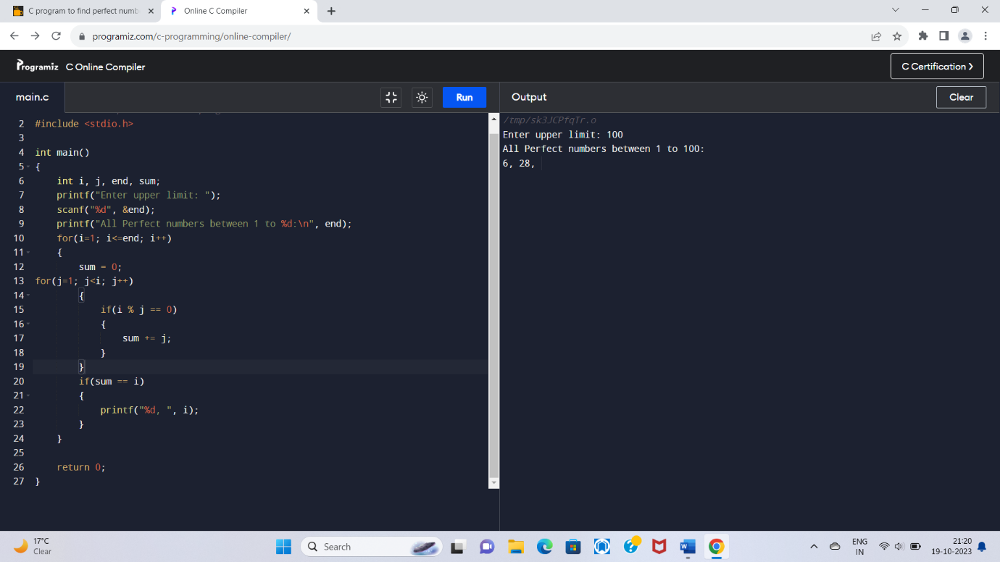 C program to find perfect numb
Online C Compiler
programiz.com/c-programming/online-compiler/
Programiz C Online Compiler
C Certification
main.c
Run
Output
Clear
2 #include <stdio.h>
3
4 int main()
5 {
6 int i, j, end, sum;
7 printf("Enter upper limit: ");
8 scanf("%d", &end);
9 printf("All Perfect numbers between 1 to %d:\n", end);
10 for(i=1; i<=end; i++)
11 {
12 sum = 0;
13 for(j=1; j<i; j++)
14 {
15 if(i % j == 0)
16 {
17 sum += j;
18 }
19 }
20 if(sum == i)
21 {
22 printf("%d, ", i);
23 }
24 }
25
26 return 0;
27 }
/tmp/sk3JCPfqTr.o
Enter upper limit: 100
All Perfect numbers between 1 to 100:
6, 28,
17°C
Clear
Search
ENG
IN
21:20
19-10-2023